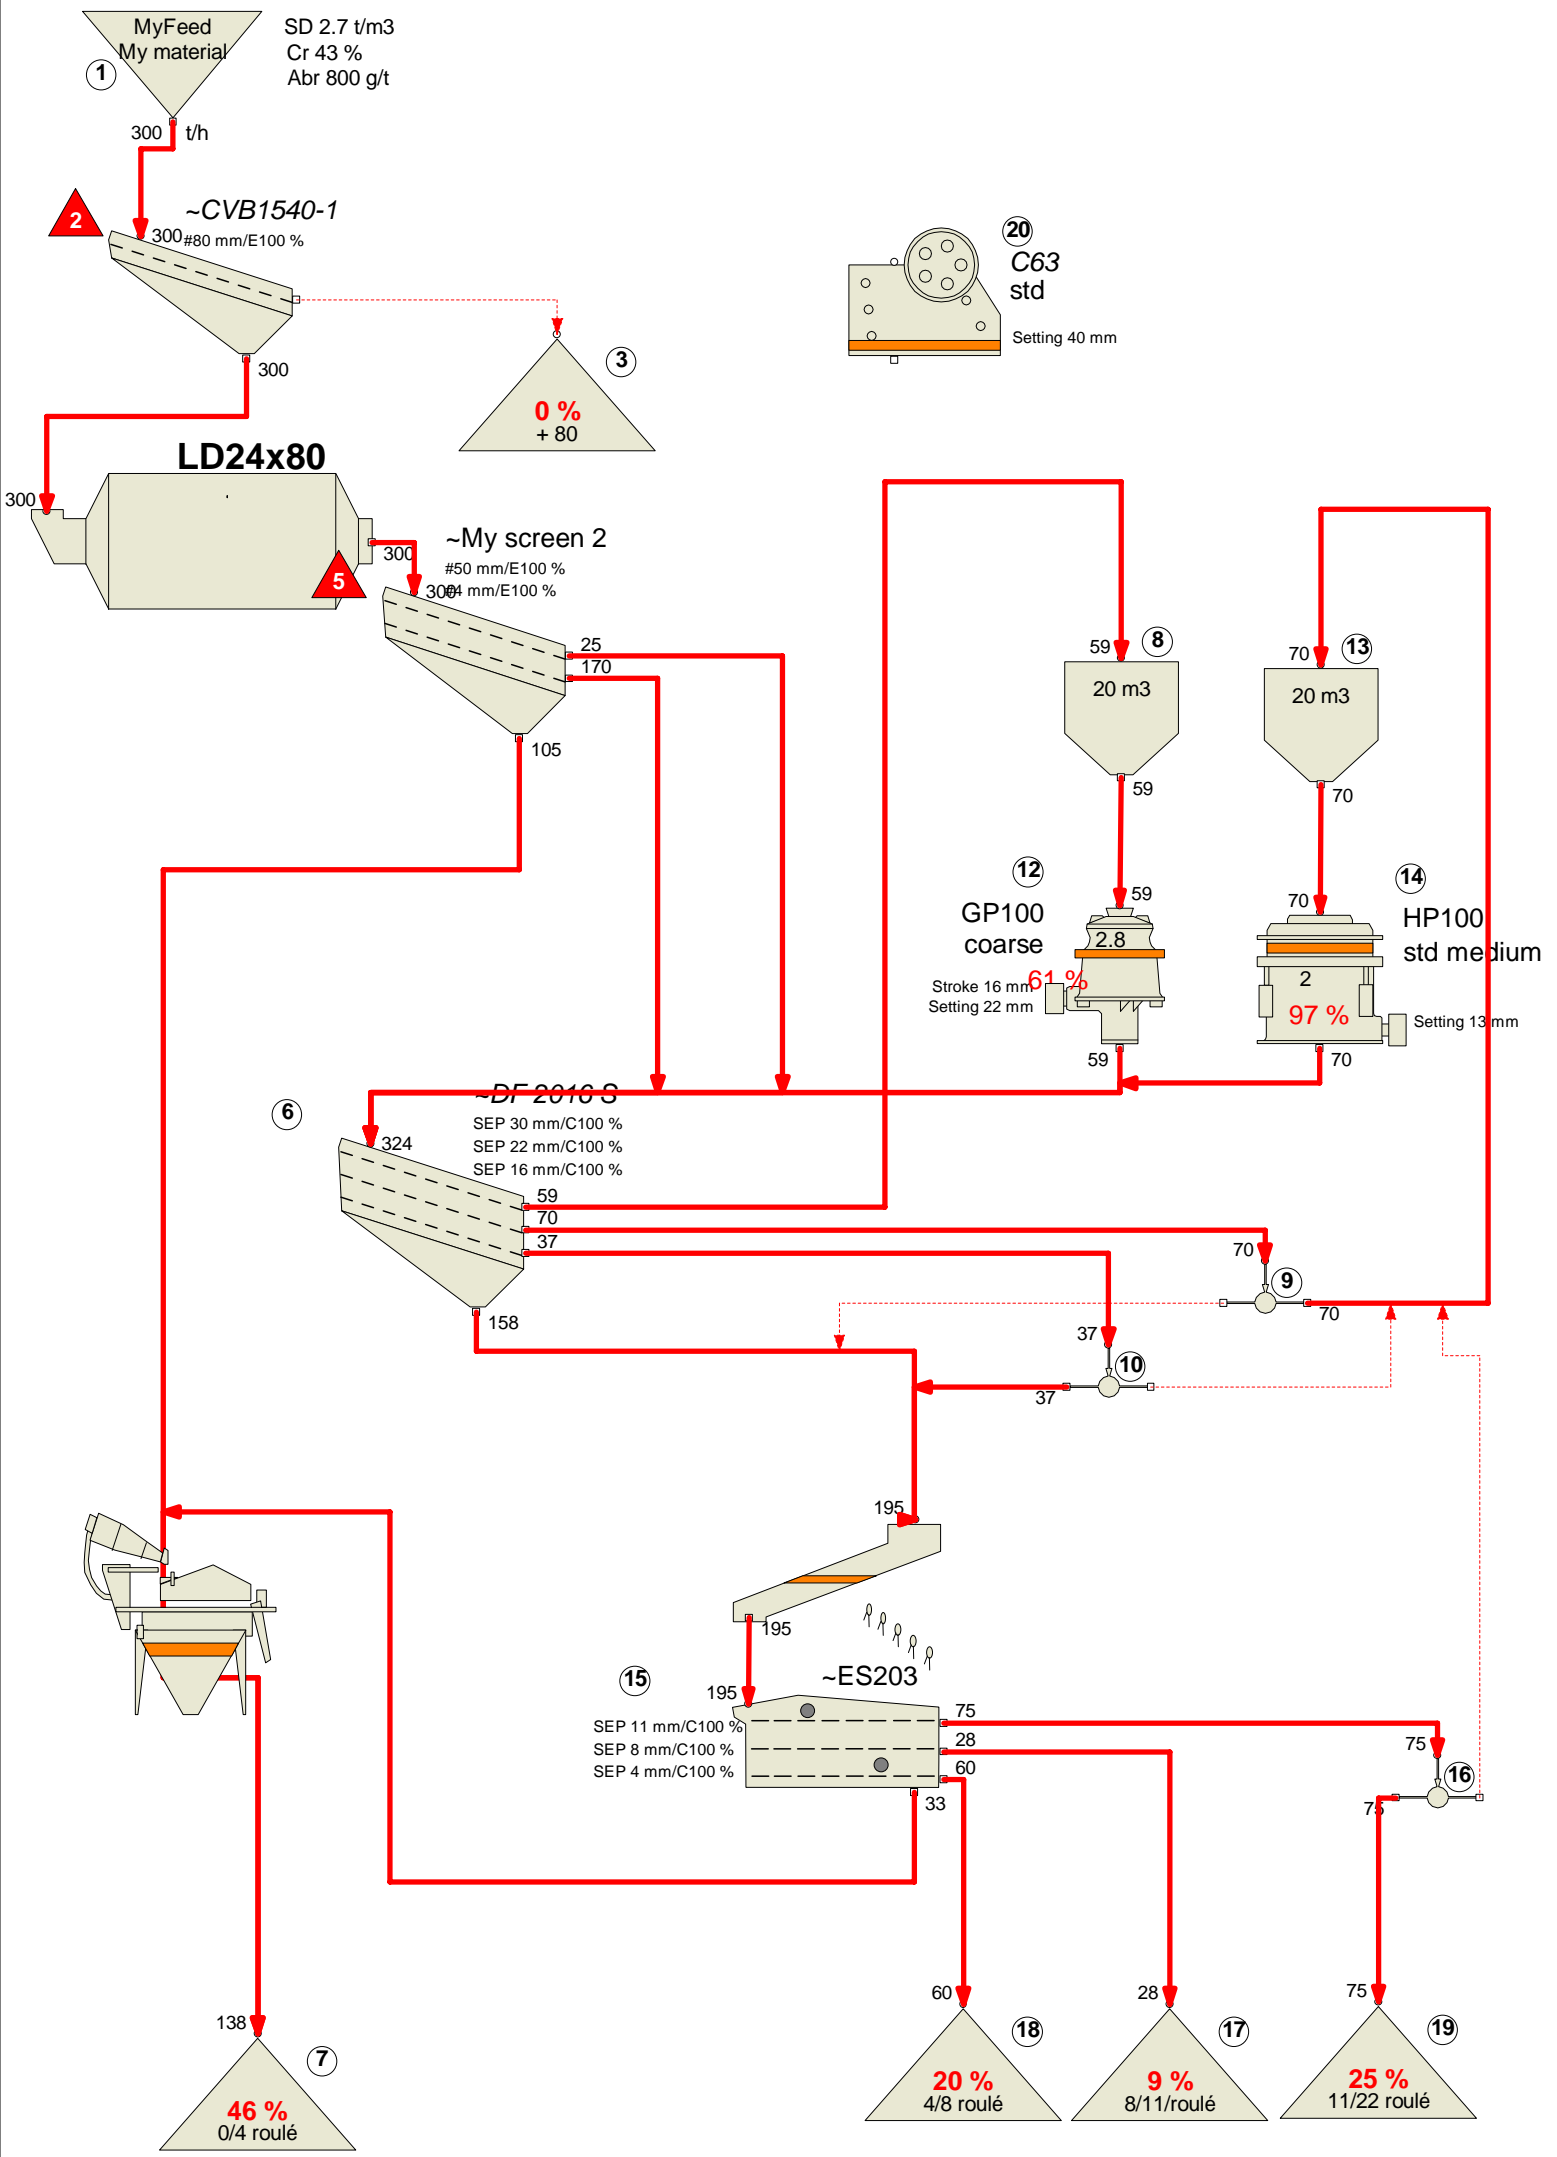 MyFeed
My material
SD 2.7 t/m3
Cr 43 %
Abr 800 g/t
1
300
t/h
2
~CVB1540-1
300
#80 mm/E100 %
300
3
0 %
+ 80
20
C63
std
Setting 40 mm
LD24x80
300
300
5
~My screen 2
#50 mm/E100 %
300
#4 mm/E100 %
25
170
105
59
8
20 m3
59
70
13
20 m3
70
12
59
GP100
coarse
2.8
61 %
Stroke 16 mm
Setting 22 mm
59
14
70
HP100
std medium
2
97 %
Setting 13 mm
70
6
~DF 2016 S
324
SEP 30 mm/C100 %
SEP 22 mm/C100 %
SEP 16 mm/C100 %
59
70
37
158
70
9
70
37
10
37
195
195
15
~ES203
195
SEP 11 mm/C100 %
SEP 8 mm/C100 %
SEP 4 mm/C100 %
75
28
60
33
75
16
75
138
7
46 %
0/4 roulé
60
18
20 %
4/8 roulé
28
17
9 %
8/11/roulé
75
19
25 %
11/22 roulé